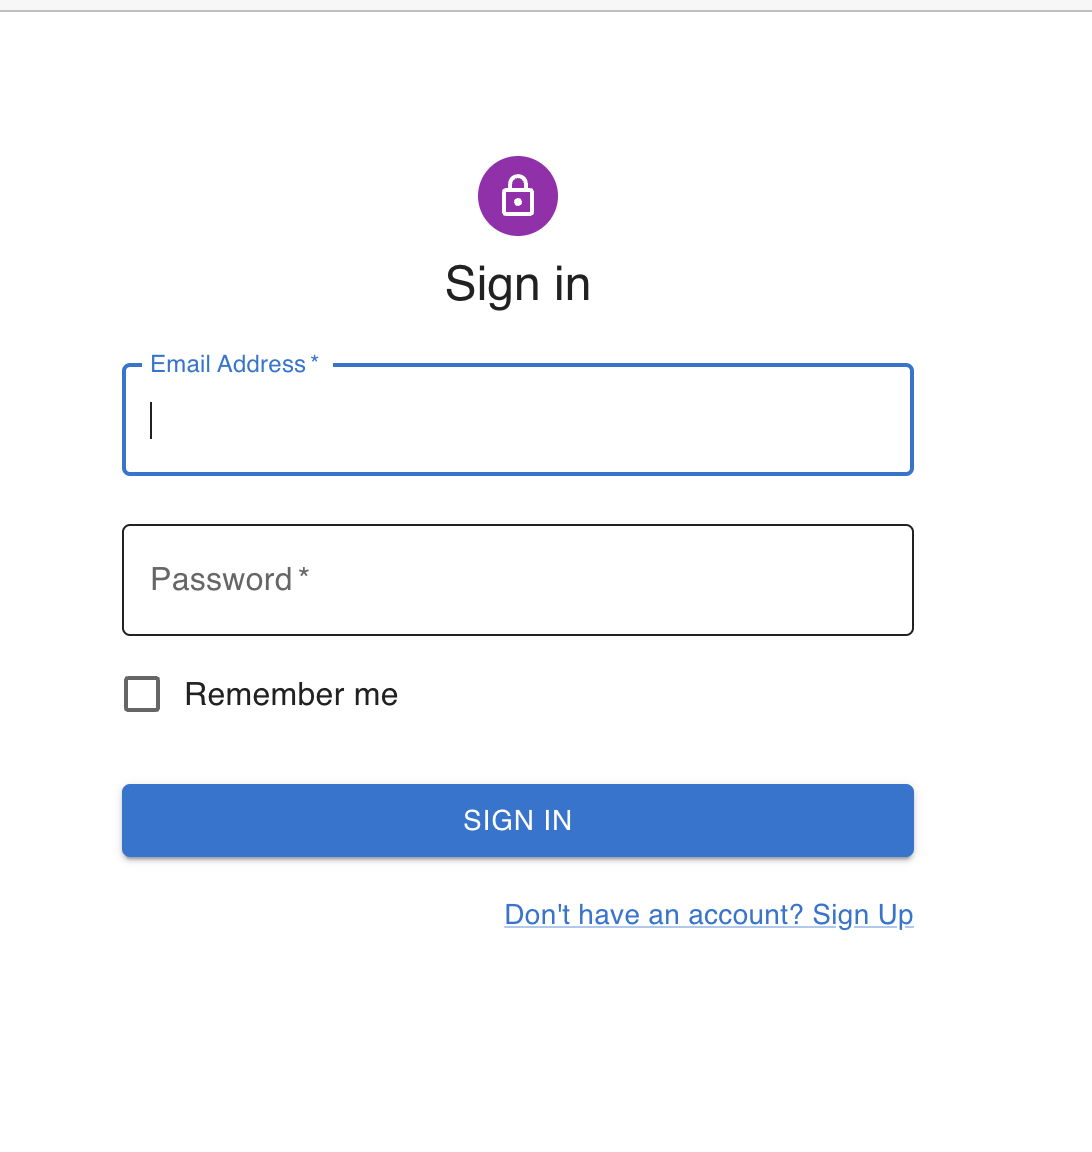 Sign in
Email Address *
Password *
Remember me
SIGN IN
Don't have an account? Sign Up